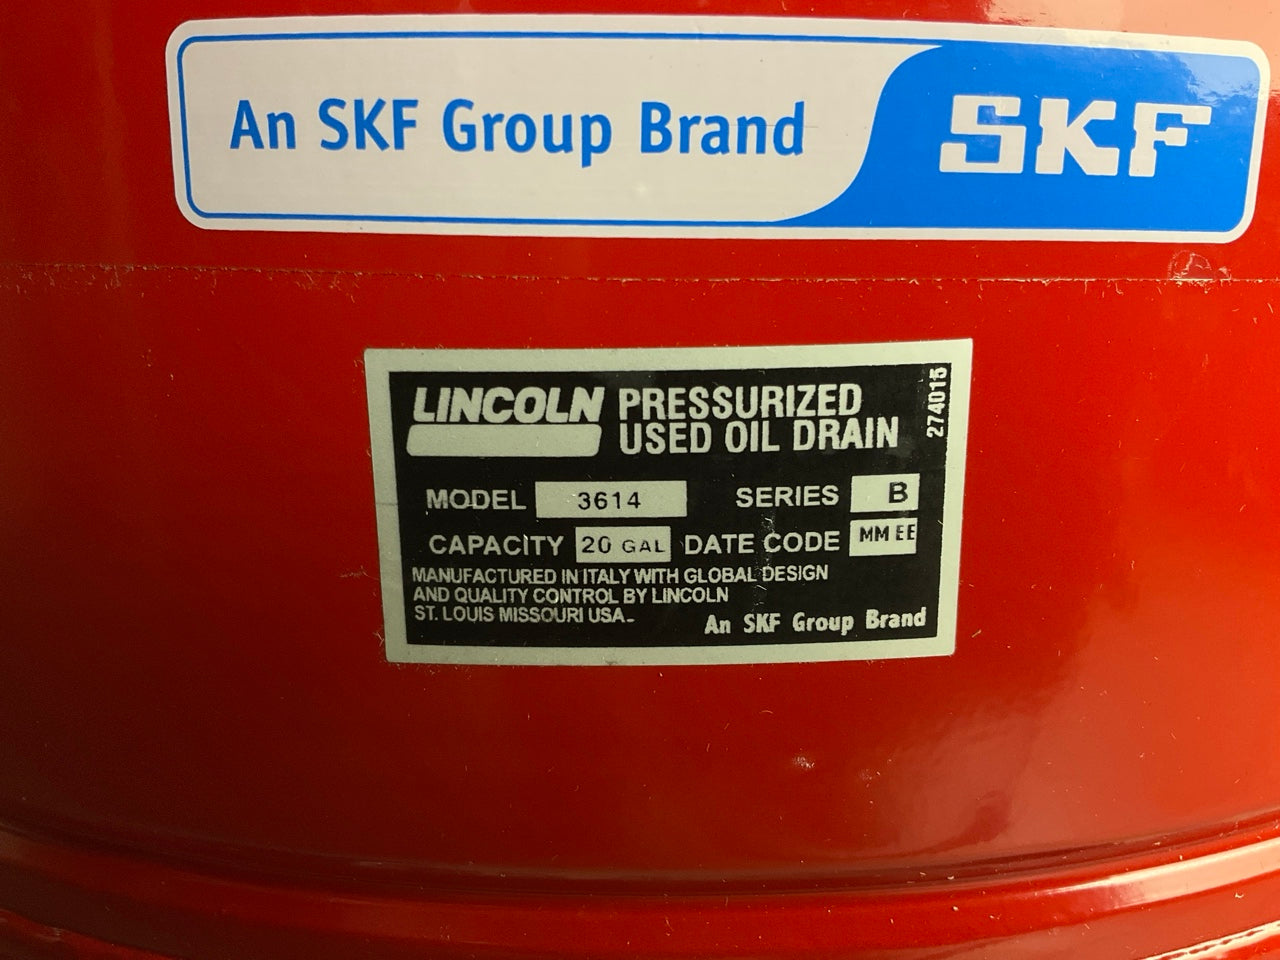 An SKF Group Brand SKF
LINCOLN PRESSURIZED
USED OIL DRAIN
274015
MODEL 3614 SERIES B
CAPACITY 20 GAL DATE CODE MM EE
MANUFACTURED IN ITALY WITH GLOBAL DESIGN
AND QUALITY CONTROL BY LINCOLN
ST. LOUIS MISSOURI USA.
An SKF Group Brand